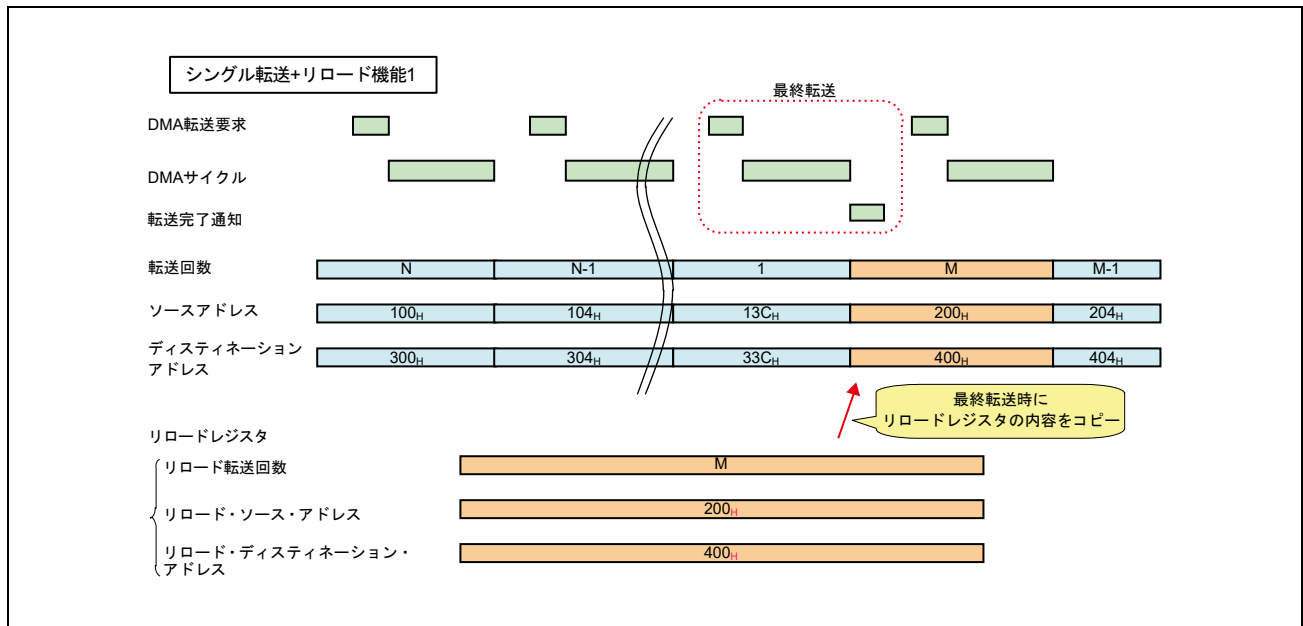 シングル転送+リロード機能1
最終転送
DMA転送要求
DMAサイクル
転送完了通知
転送回数
N
N-1
1
M
M-1
ソースアドレス
100H
104H
13CH
200H
204H
ディスティネーション
アドレス
300H
304H
33CH
400H
404H
最終転送時に
リロードレジスタの内容をコピー
リロードレジスタ
リロード転送回数
M
リロード・ソース・アドレス
200H
リロード・ディスティネーション・
アドレス
400H